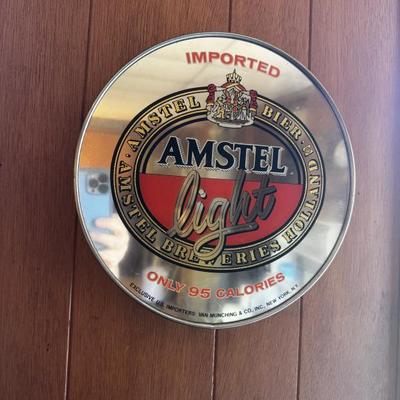 IMPORTED
AMSTEL BIER
AMSTEL
light
AMSTEL BREWERIES HOLLAND
ONLY 95 CALORIES
EXCLUSIVE U.S. IMPORTERS: VAN MUNCHING & CO., INC., NEW YORK, N.Y.